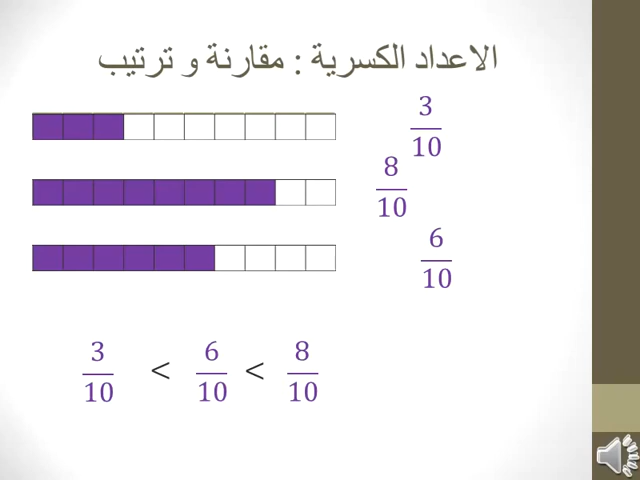 الاعداد الكسرية : مقارنة و ترتيب
3/10
8/10
6/10
3/10 < 6/10 < 8/10